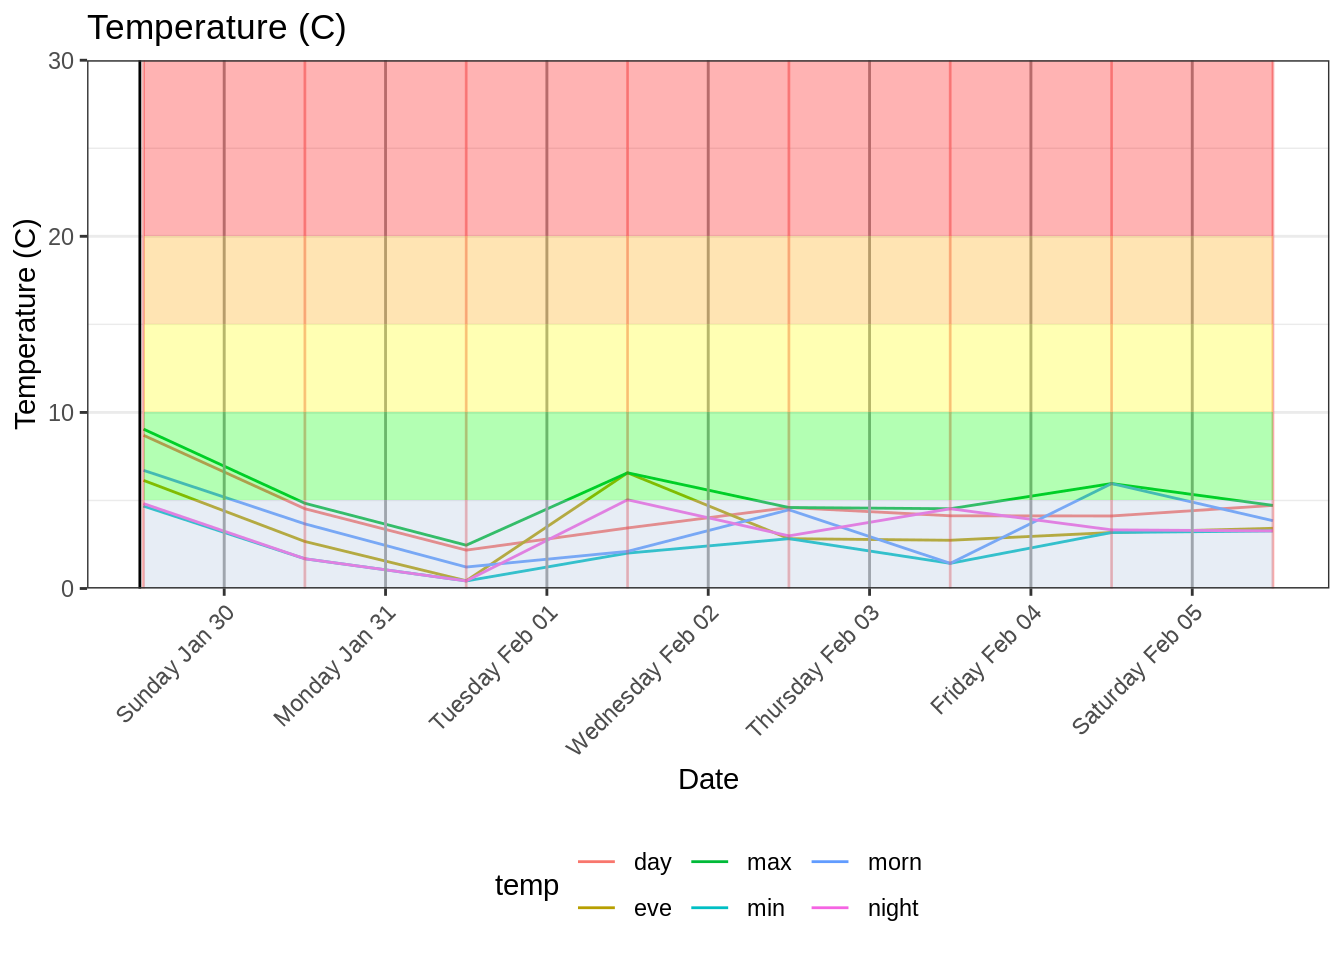 Temperature (C)
Temperature (C)
30
20
10
0
Sunday Jan 30
Monday Jan 31
Tuesday Feb 01
Wednesday Feb 02
Thursday Feb 03
Friday Feb 04
Saturday Feb 05
Date
temp
day max morn
eve min night